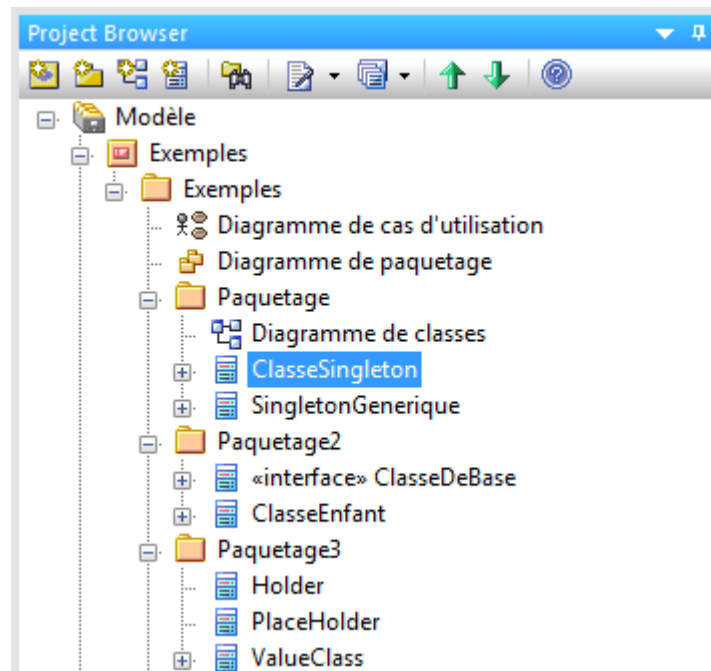 Project Browser
Modèle
Exemples
Exemples
Diagramme de cas d'utilisation
Diagramme de paquetage
Paquetage
Diagramme de classes
ClasseSingleton
SingletonGenerique
Paquetage2
«interface» ClasseDeBase
ClasseEnfant
Paquetage3
Holder
PlaceHolder
ValueClass